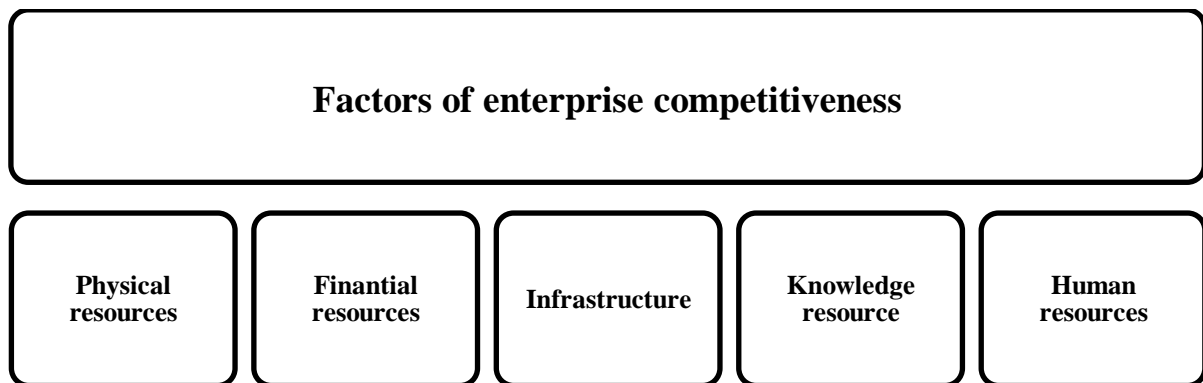 Factors of enterprise competitiveness
Physical
resources
Finantial
resources
Infrastructure
Knowledge
resource
Human
resources